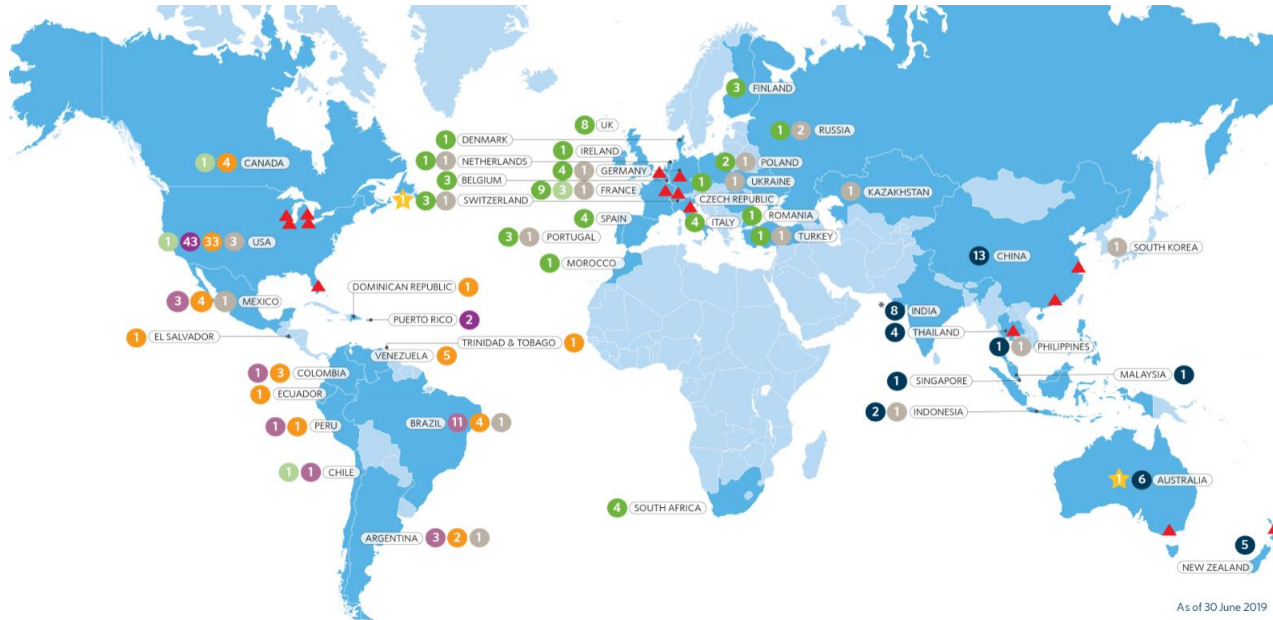 3 FINLAND
8 UK
1 2 RUSSIA
1 DENMARK
1 IRELAND
1 1 NETHERLANDS
2 1 POLAND
1 4 CANADA
4 1 GERMANY
3 BELGIUM
1 1 UKRAINE
9 3 1 FRANCE
1 KAZAKHSTAN
1 3 1 SWITZERLAND
CZECH REPUBLIC
4 SPAIN
4 ITALY
1 ROMANIA
1 43 33 3 USA
3 1 PORTUGAL
1 1 TURKEY
1 SOUTH KOREA
13 CHINA
1 MOROCCO
DOMINICAN REPUBLIC 1
3 4 1 MEXICO
*
8 INDIA
PUERTO RICO 2
4 THAILAND
1 EL SALVADOR
TRINIDAD & TOBAGO 1
1 1 PHILIPPINES
VENEZUELA 5
1 3 COLOMBIA
MALAYSIA 1
1 SINGAPORE
1 ECUADOR
2 1 INDONESIA
BRAZIL 11 4 1
1 1 PERU
1 1 CHILE
1 6 AUSTRALIA
4 SOUTH AFRICA
ARGENTINA 3 2 1
5
NEW ZEALAND
As of 30 June 2019